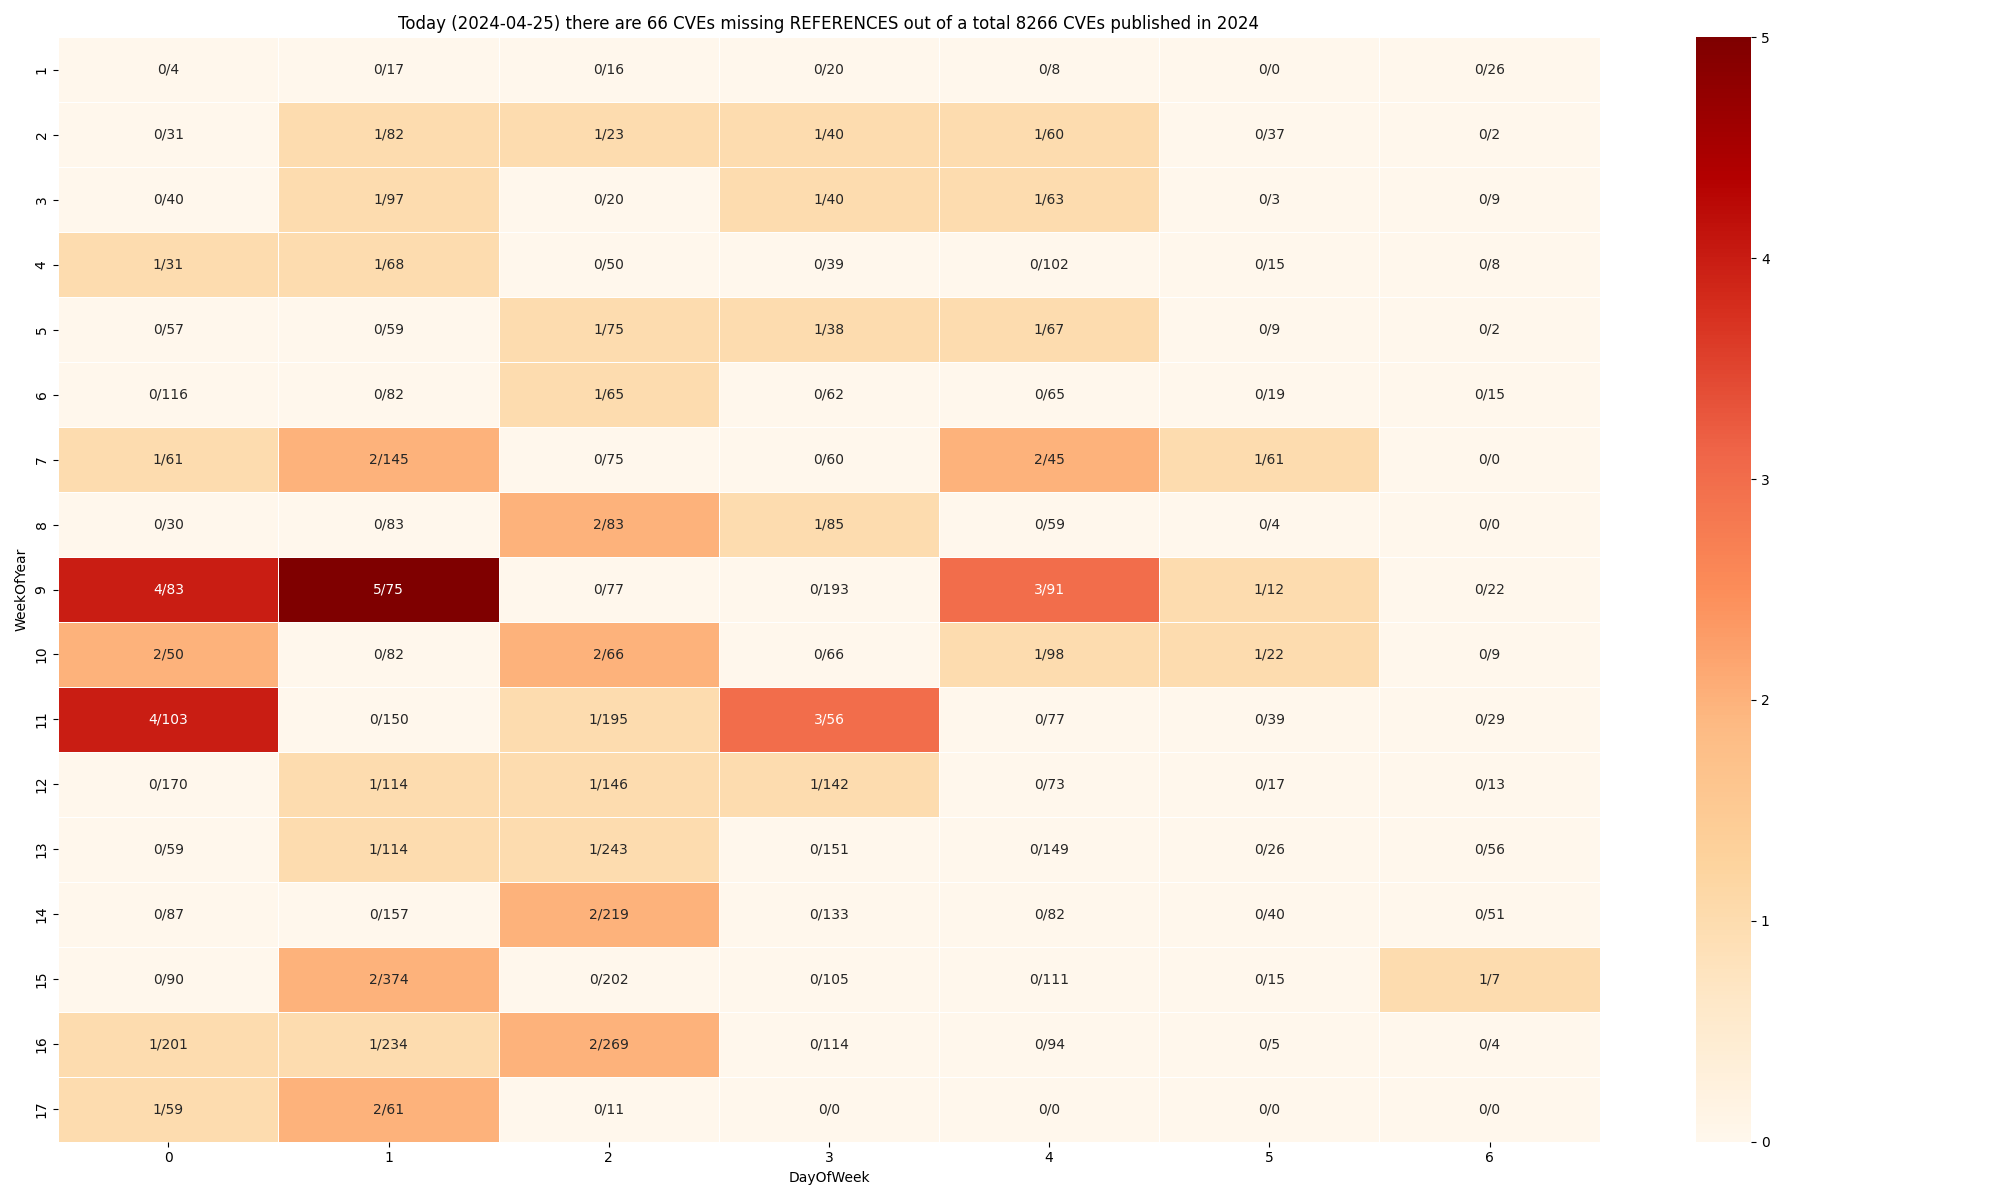 Today (2024-04-25) there are 66 CVEs missing REFERENCES out of a total 8266 CVEs published in 2024
1 0/4 0/17 0/16 0/20 0/8 0/0 0/26
2 0/31 1/82 1/23 1/40 1/60 0/37 0/2
3 0/40 1/97 0/20 1/40 1/63 0/3 0/9
4 1/31 1/68 0/50 0/39 0/102 0/15 0/8
5 0/57 0/59 1/75 1/38 1/67 0/9 0/2
6 0/116 0/82 1/65 0/62 0/65 0/19 0/15
7 1/61 2/145 0/75 0/60 2/45 1/61 0/0
8 0/30 0/83 2/83 1/85 0/59 0/4 0/0
9 4/83 5/75 0/77 0/193 3/91 1/12 0/22
10 2/50 0/82 2/66 0/66 1/98 1/22 0/9
11 4/103 0/150 1/195 3/56 0/77 0/39 0/29
12 0/170 1/114 1/146 1/142 0/73 0/17 0/13
13 0/59 1/114 1/243 0/151 0/149 0/26 0/56
14 0/87 0/157 2/219 0/133 0/82 0/40 0/51
15 0/90 2/374 0/202 0/105 0/111 0/15 1/7
16 1/201 1/234 2/269 0/114 0/94 0/5 0/4
17 1/59 2/61 0/11 0/0 0/0 0/0 0/0
0 1 2 3 4 5 6
DayOfWeek
WeekOfYear
5
4
3
2
1
0